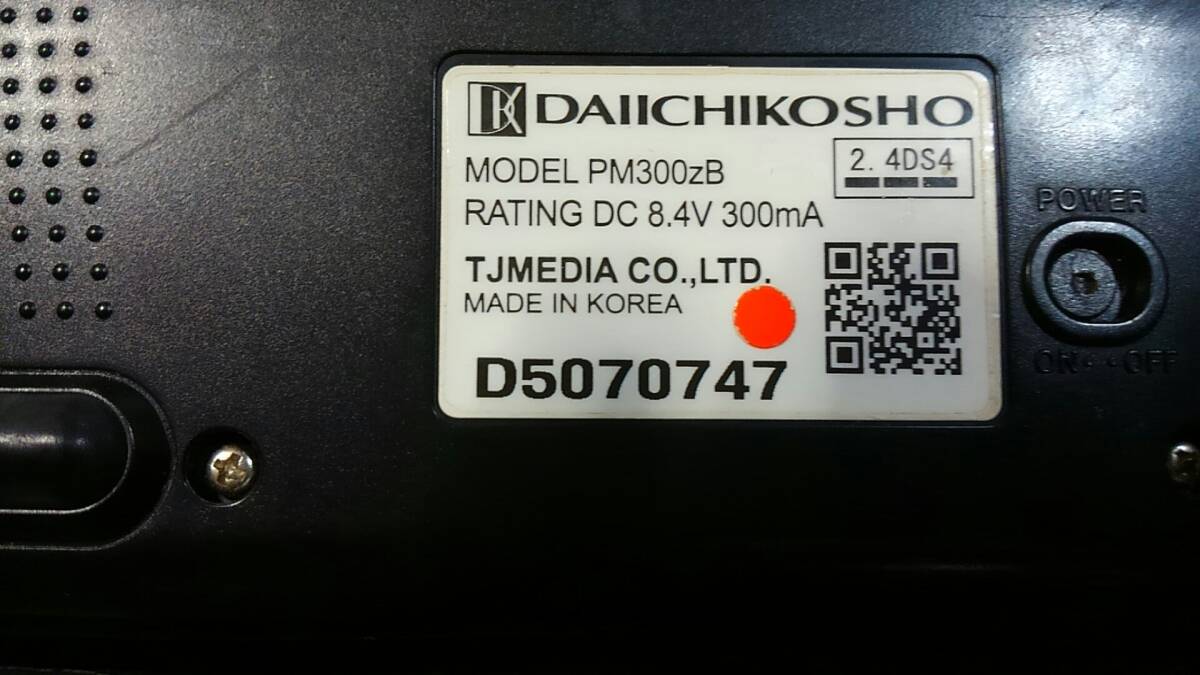 DK DAIICHIKOSHO
MODEL PM300zB
2.4DS4
RATING DC 8.4V 300mA
TJMEDIA CO.,LTD.
MADE IN KOREA
D5070747
POWER
ON••OFF